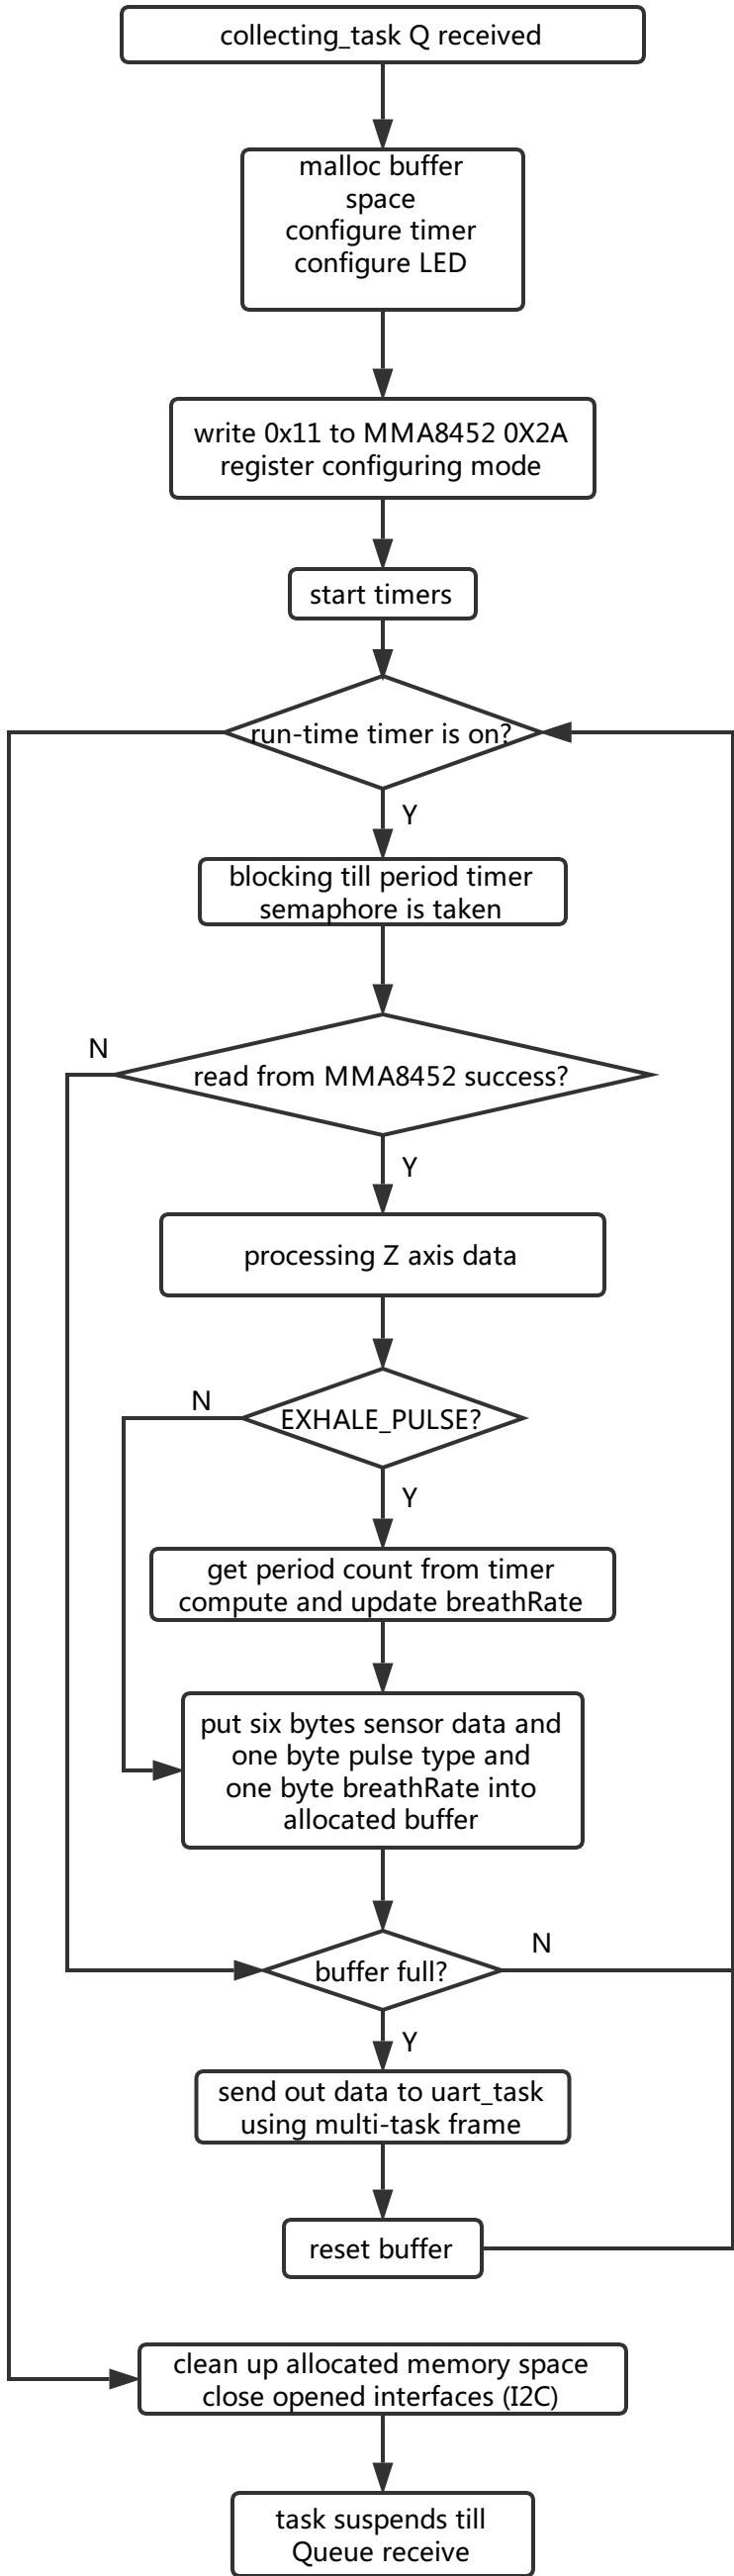 collecting_task Q received
malloc buffer
space
configure timer
configure LED
write 0x11 to MMA8452 0X2A
register configuring mode
start timers
run-time timer is on?
Y
blocking till period timer
semaphore is taken
N
read from MMA8452 success?
Y
processing Z axis data
N
EXHALE_PULSE?
Y
get period count from timer
compute and update breathRate
put six bytes sensor data and
one byte pulse type and
one byte breathRate into
allocated buffer
N
buffer full?
Y
send out data to uart_task
using multi-task frame
reset buffer
clean up allocated memory space
close opened interfaces (I2C)
task suspends till
Queue receive